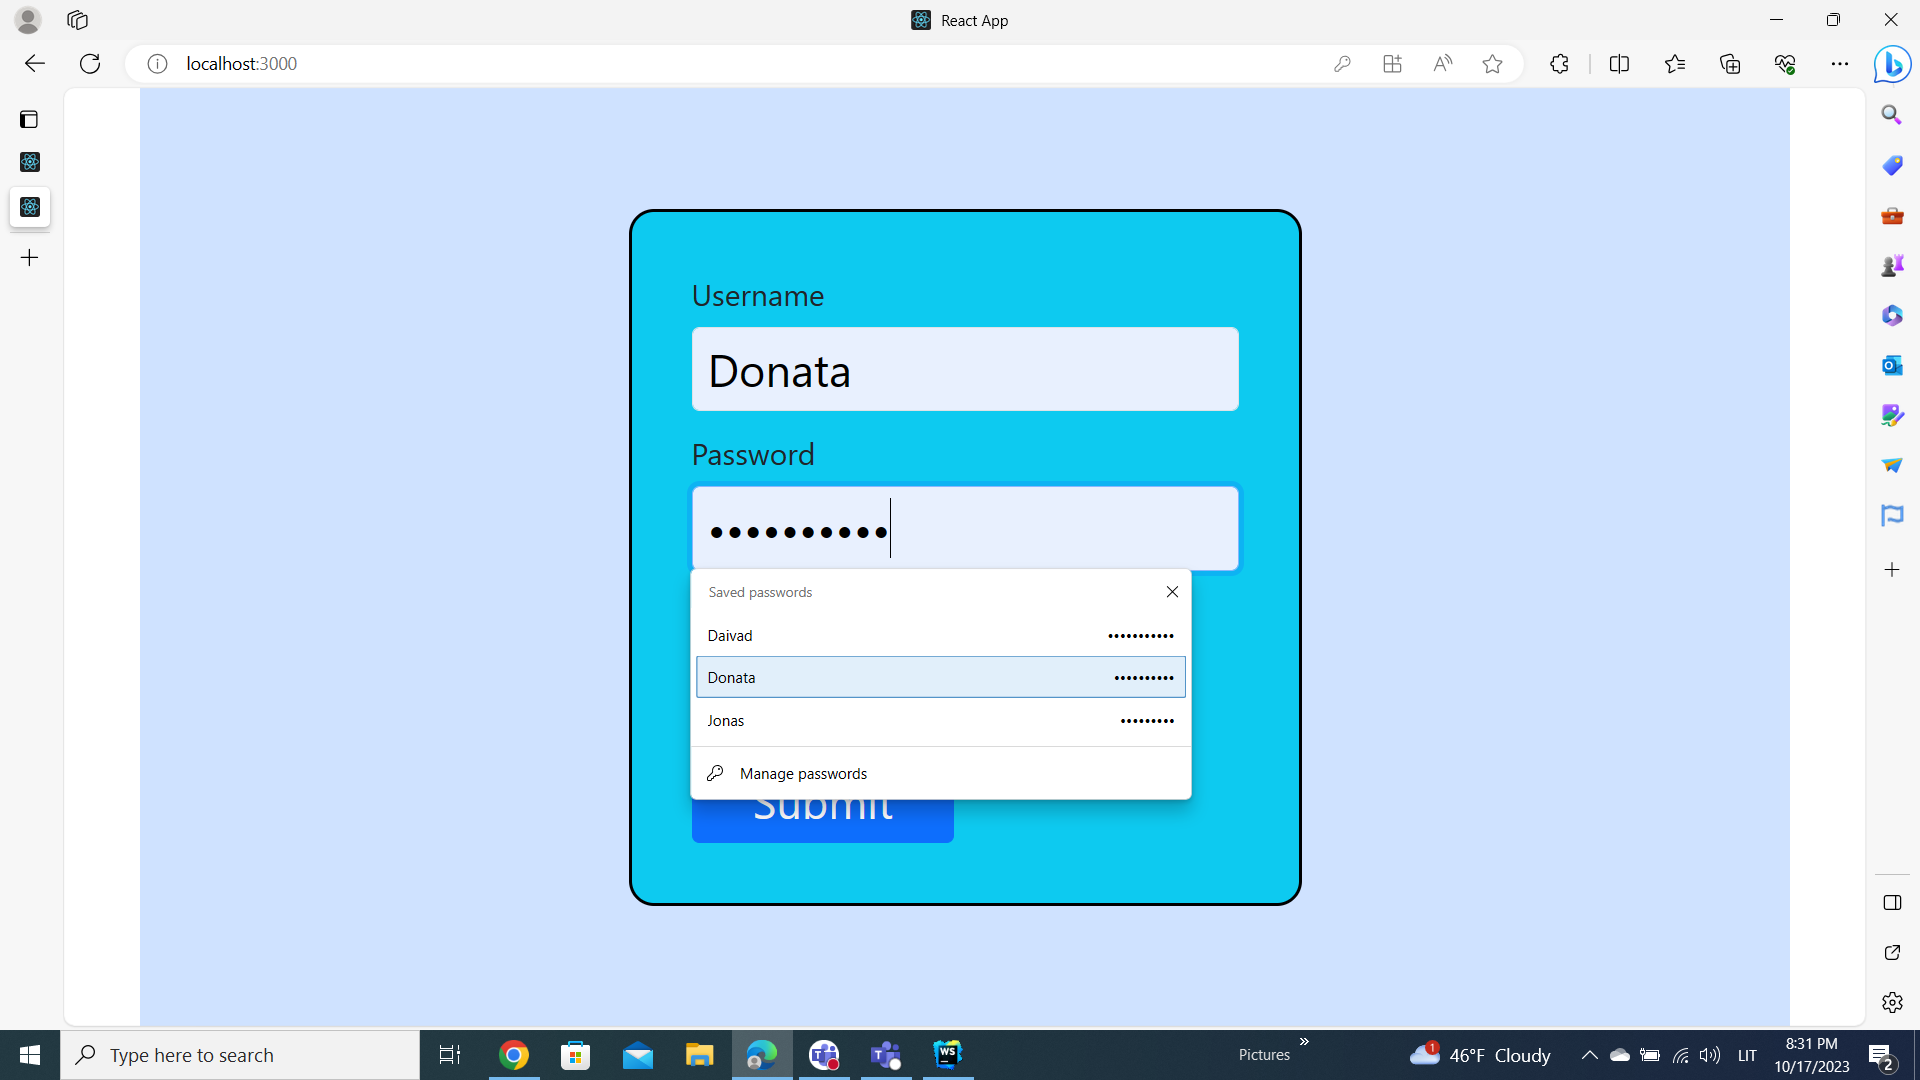 React App
localhost:3000
Username
Donata
Password
••••••••••
Saved passwords
Daivad •••••••••••
Donata ••••••••••
Jonas •••••••••
Manage passwords
Submit
Type here to search
WS
Pictures
»
1
46°F Cloudy
LIT
8:31 PM
10/17/2023
2